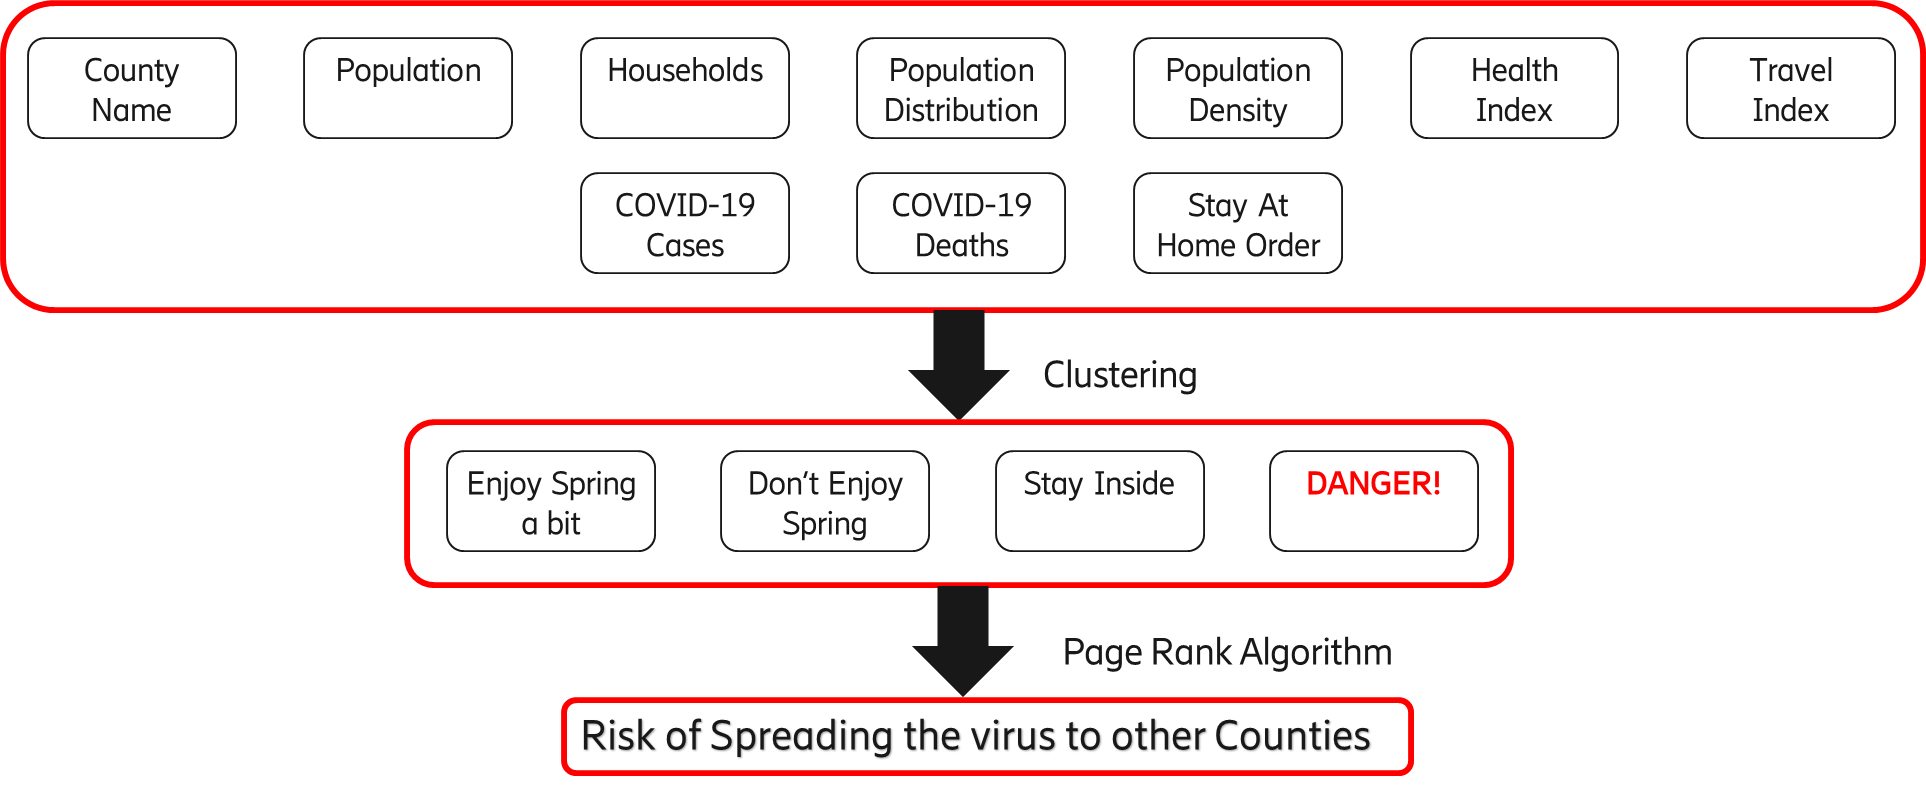 County
Name
Population
Households
Population
Distribution
Population
Density
Health
Index
Travel
Index
COVID-19
Cases
COVID-19
Deaths
Stay At
Home Order
Clustering
Enjoy Spring
a bit
Don't Enjoy
Spring
Stay Inside
DANGER!
Page Rank Algorithm
Risk of Spreading the virus to other Counties